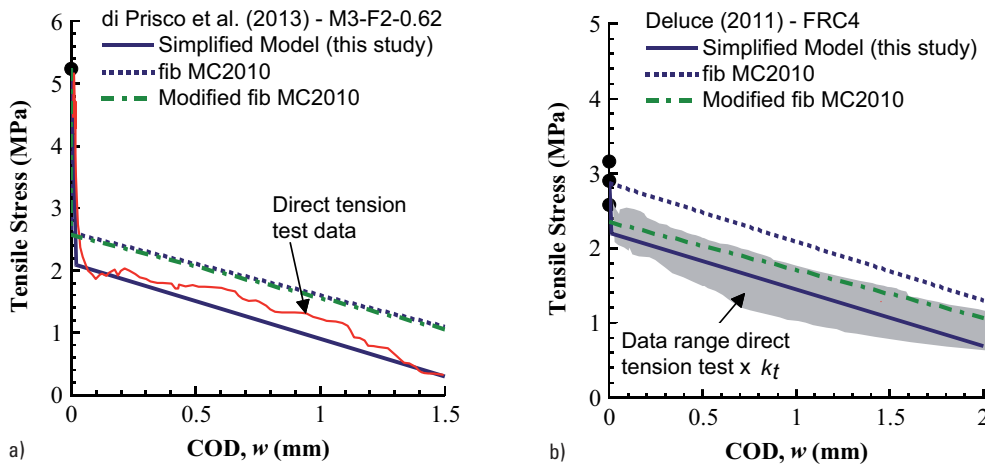 di Prisco et al. (2013) - M3-F2-0.62
Simplified Model (this study)
fib MC2010
Modified fib MC2010
Direct tension
test data
Tensile Stress (MPa)
6
5
4
3
2
1
0
0
0.5
1
1.5
COD, w (mm)
a)
Deluce (2011) - FRC4
Simplified Model (this study)
fib MC2010
Modified fib MC2010
Data range direct
tension test x kt
Tensile Stress (MPa)
5
4
3
2
1
0
0
0.5
1
1.5
2
COD, w (mm)
b)